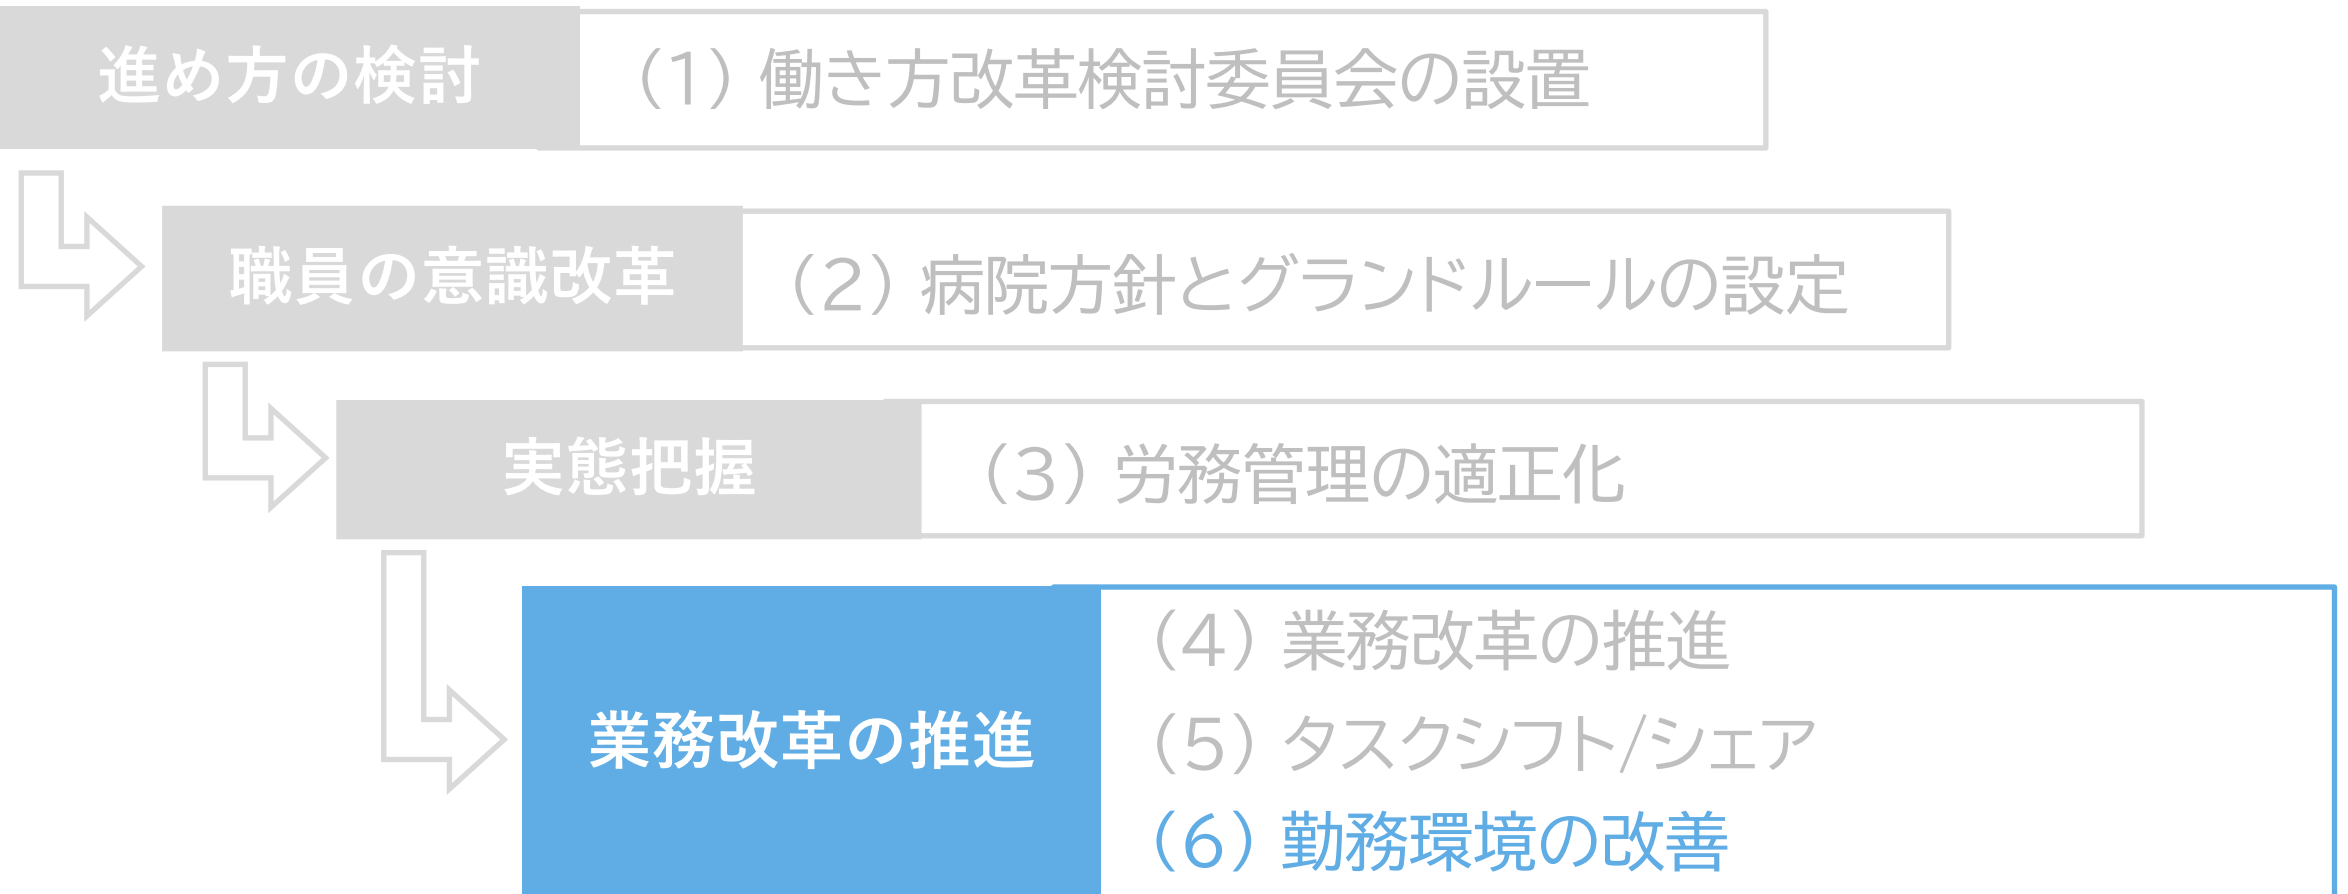 進め方の検討
（1）働き方改革検討委員会の設置
職員の意識改革
（2）病院方針とグランドルールの設定
実態把握
（3）労務管理の適正化
業務改革の推進
（4）業務改革の推進
（5）タスクシフト/シェア
（6）勤務環境の改善